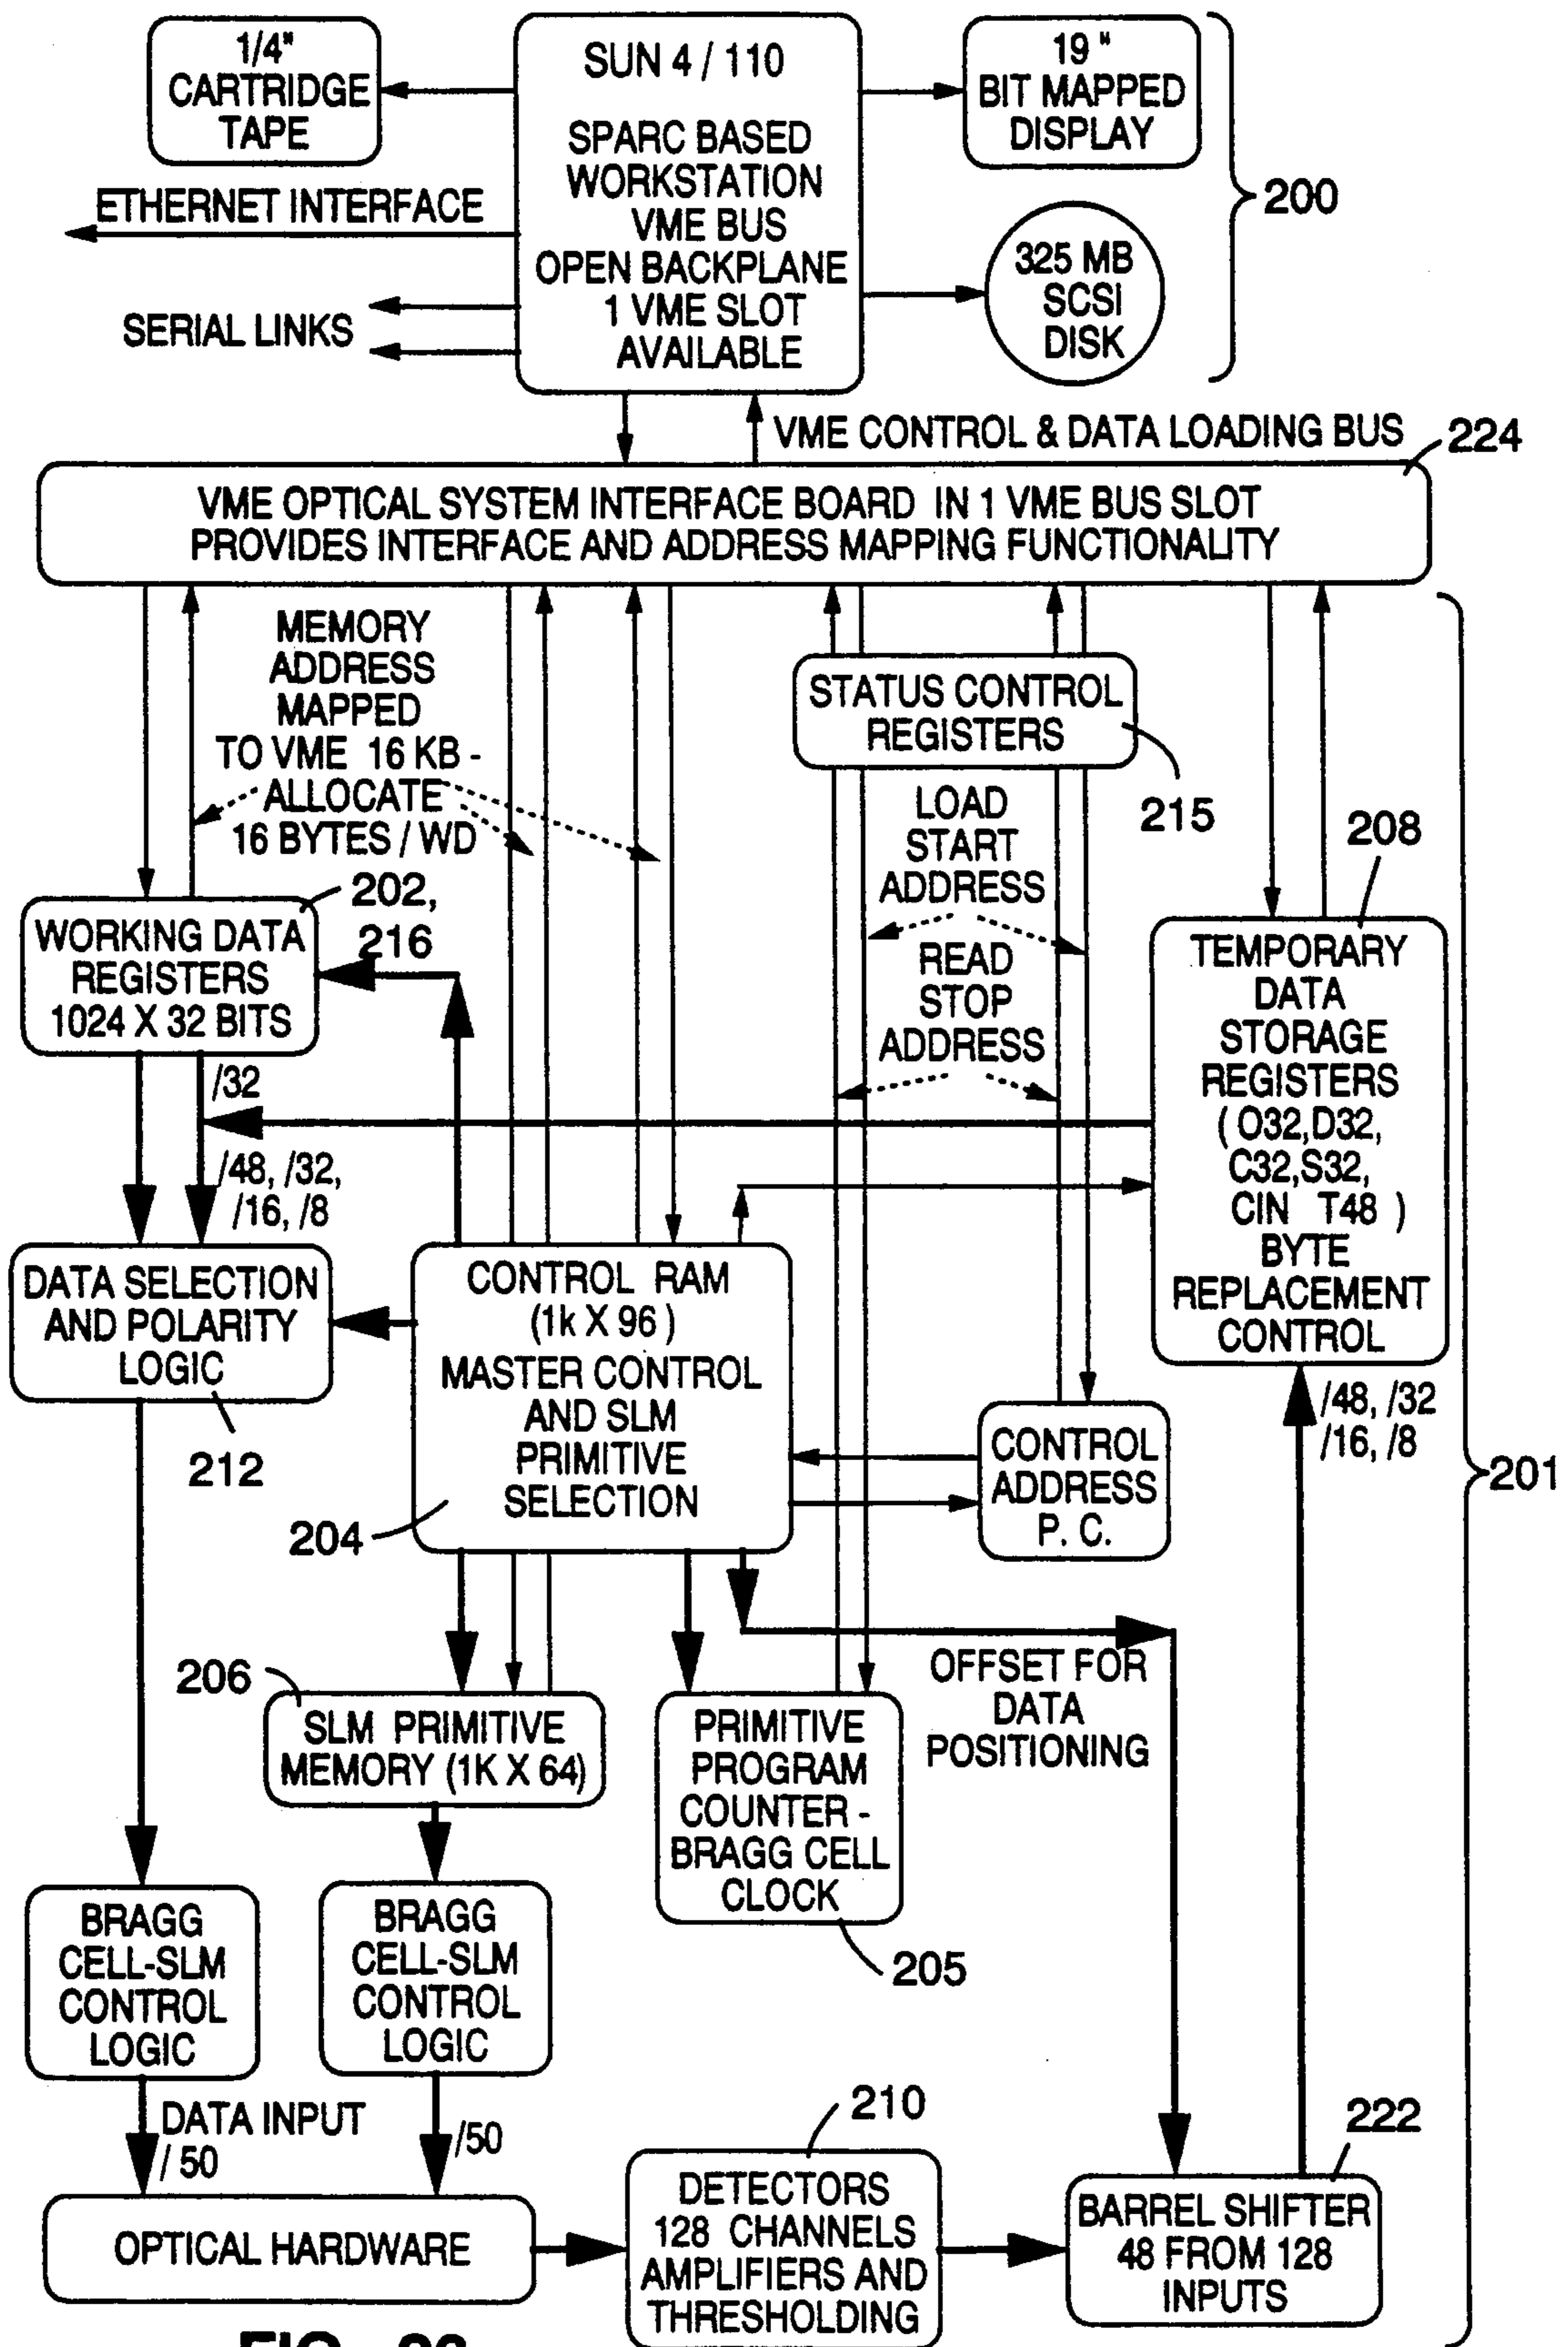 1/4"
CARTRIDGE
TAPE
SUN 4 / 110
SPARC BASED
WORKSTATION
VME BUS
OPEN BACKPLANE
1 VME SLOT
AVAILABLE
19 "
BIT MAPPED
DISPLAY
200
ETHERNET INTERFACE
SERIAL LINKS
325 MB
SCSI
DISK
VME CONTROL & DATA LOADING BUS
224
VME OPTICAL SYSTEM INTERFACE BOARD IN 1 VME BUS SLOT
PROVIDES INTERFACE AND ADDRESS MAPPING FUNCTIONALITY
MEMORY
ADDRESS
MAPPED
TO VME 16 KB -
ALLOCATE
16 BYTES / WD
STATUS CONTROL
REGISTERS
215
LOAD
START
ADDRESS
READ
STOP
ADDRESS
208
202,
216
WORKING DATA
REGISTERS
1024 X 32 BITS
TEMPORARY
DATA
STORAGE
REGISTERS
( O32,D32,
C32,S32,
CIN T48 )
BYTE
REPLACEMENT
CONTROL
/32
/48, /32,
/16, /8
DATA SELECTION
AND POLARITY
LOGIC
212
CONTROL RAM
(1k X 96 )
MASTER CONTROL
AND SLM
PRIMITIVE
SELECTION
204
CONTROL
ADDRESS
P. C.
/48, /32
/16, /8
201
206
SLM PRIMITIVE
MEMORY (1K X 64)
PRIMITIVE
PROGRAM
COUNTER -
BRAGG CELL
CLOCK
205
OFFSET FOR
DATA
POSITIONING
BRAGG
CELL-SLM
CONTROL
LOGIC
BRAGG
CELL-SLM
CONTROL
LOGIC
DATA INPUT
/ 50
/50
210
222
OPTICAL HARDWARE
DETECTORS
128 CHANNELS
AMPLIFIERS AND
THRESHOLDING
BARREL SHIFTER
48 FROM 128
INPUTS